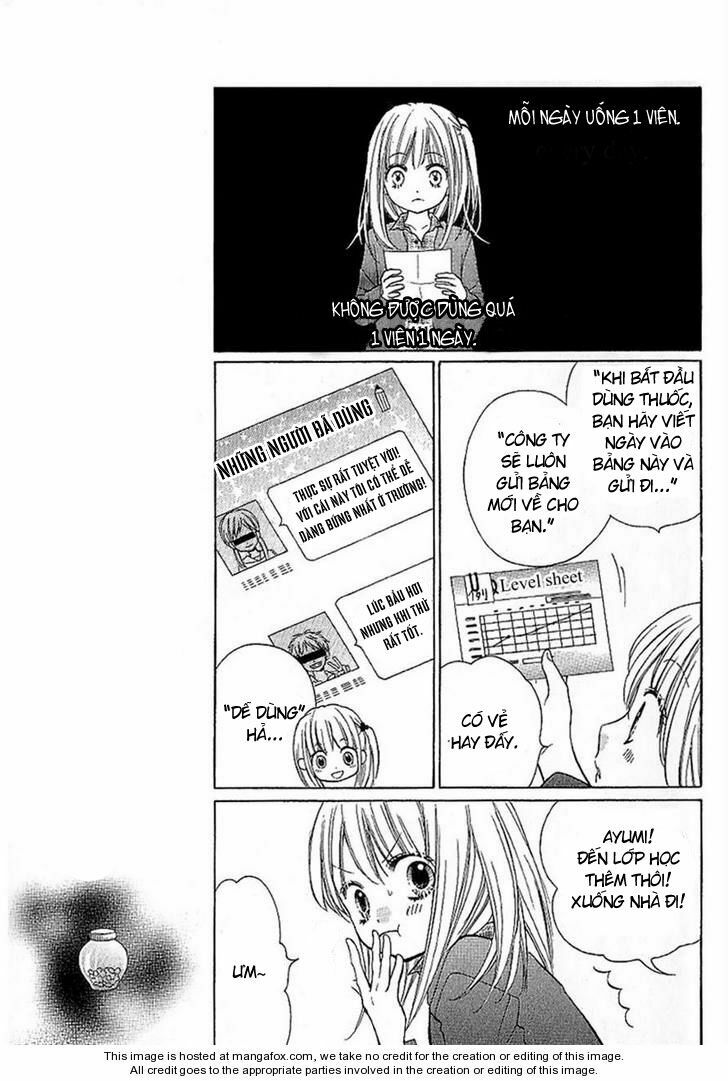 MỖI NGÀY UỐNG 1 VIÊN.
every day.
KHÔNG ĐƯỢC DÙNG QUÁ
1 VIÊN 1 NGÀY.
“KHI BẮT ĐẦU
DÙNG THUỐC,
BẠN HÃY VIẾT
NGÀY VÀO
BẢNG NÀY VÀ
GỬI ĐI...”
“CÔNG TY
SẼ LUÔN
GỬI BẢNG
MỚI VỀ CHO
BẠN.”
Level sheet
CÓ VẺ
HAY ĐẤY.
NHỮNG NGƯỜI ĐÃ DÙNG
THỰC SỰ RẤT TUYỆT VỜI!
VỚI CÁI NÀY TÔI CÓ THỂ DỄ
DÀNG ĐỨNG NHẤT Ở TRƯỜNG!
LÚC ĐẦU HƠI
NHƯNG KHI THỬ
RẤT TỐT.
“DỄ DÙNG”
HẢ...
AYUMI!
ĐẾN LỚP HỌC
THÊM THÔI!
XUỐNG NHÀ ĐI!
ƯM~
This image is hosted at mangafox.com, we take no credit for the creation or editing of this image.
All credit goes to the appropriate parties involved in the creation or editing of this image.